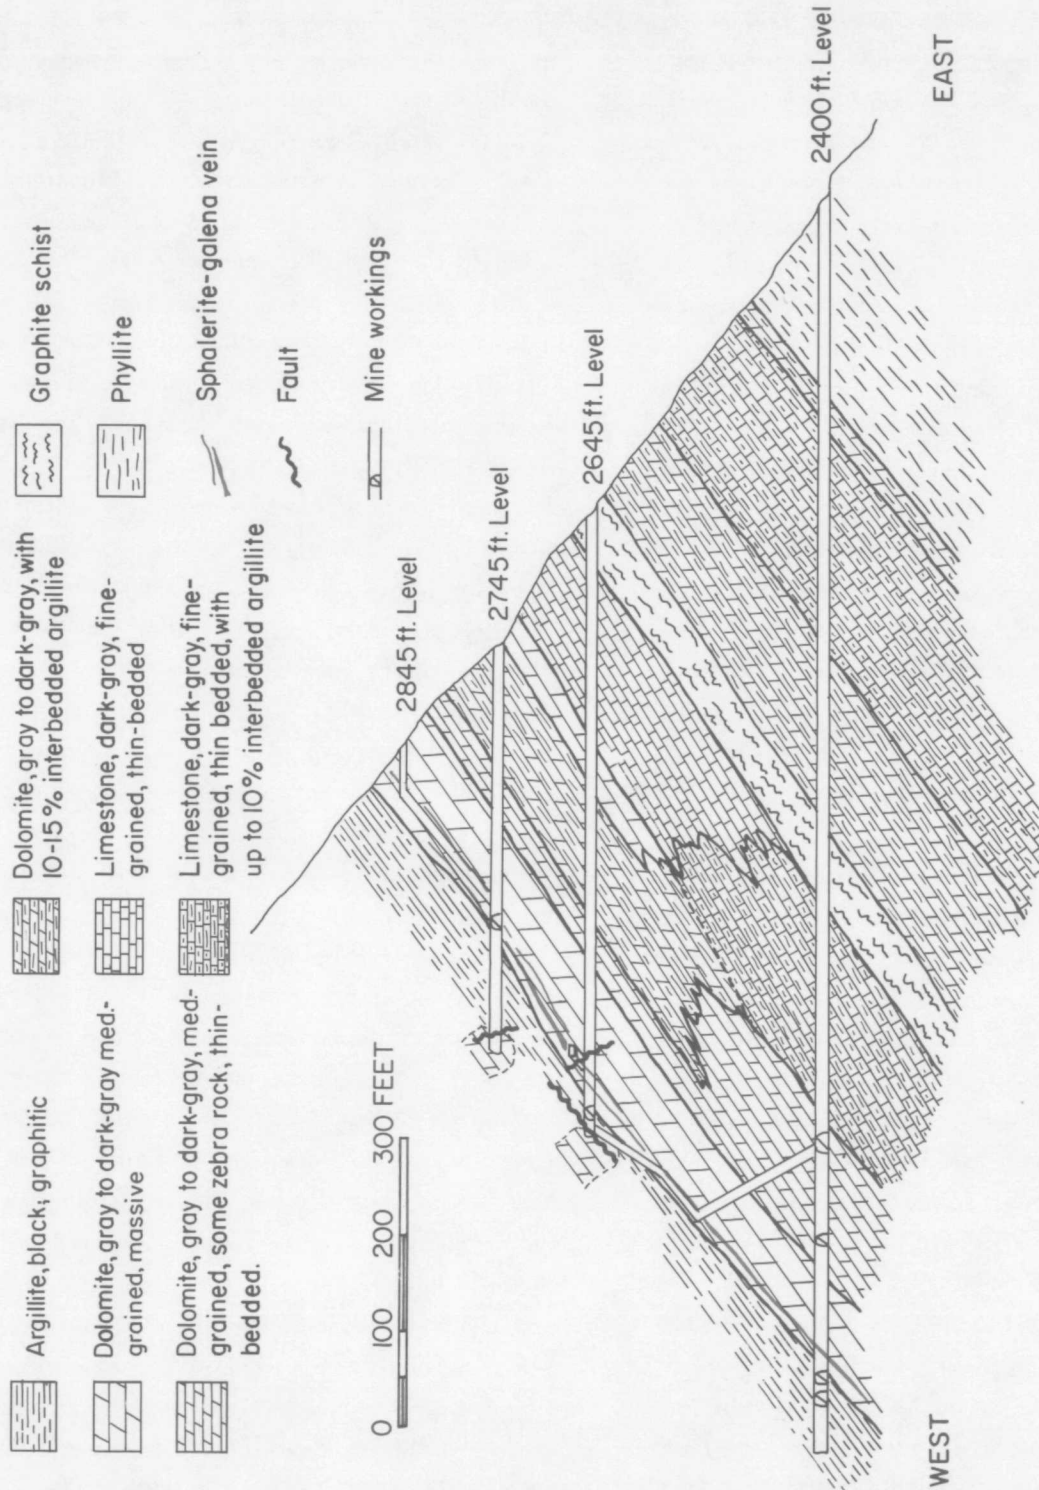 Argillite, black, graphitic
Dolomite, gray to dark-gray med.-
grained, massive
Dolomite, gray to dark-gray, med.-
grained, some zebra rock, thin-
bedded.
Dolomite, gray to dark-gray, with
10-15% interbedded argillite
Limestone, dark-gray, fine-
grained, thin-bedded
Limestone, dark-gray, fine-
grained, thin bedded, with
up to 10% interbedded argillite
Graphite schist
Phyllite
Sphalerite-galena vein
Fault
Mine workings
0 100 200 300 FEET
2845 ft. Level
2745 ft. Level
2645 ft. Level
2400 ft. Level
WEST
EAST